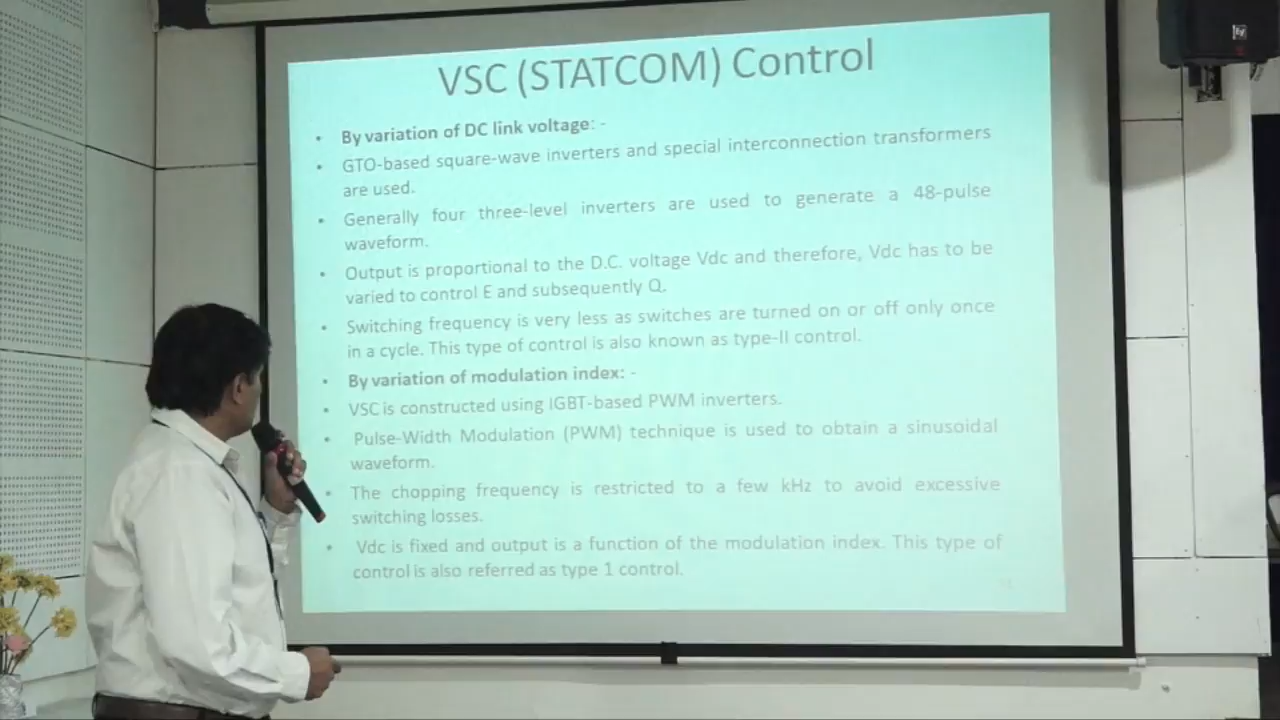 VSC (STATCOM) Control
• By variation of DC link voltage: -
• GTO-based square-wave inverters and special interconnection transformers
are used.
• Generally four three-level inverters are used to generate a 48-pulse
waveform.
• Output is proportional to the D.C. voltage Vdc and therefore, Vdc has to be
varied to control E and subsequently Q.
• Switching frequency is very less as switches are turned on or off only once
in a cycle. This type of control is also known as type-II control.
• By variation of modulation index: -
• VSC is constructed using IGBT-based PWM inverters.
• Pulse-Width Modulation (PWM) technique is used to obtain a sinusoidal
waveform.
• The chopping frequency is restricted to a few kHz to avoid excessive
switching losses.
• Vdc is fixed and output is a function of the modulation index. This type of
control is also referred as type 1 control.